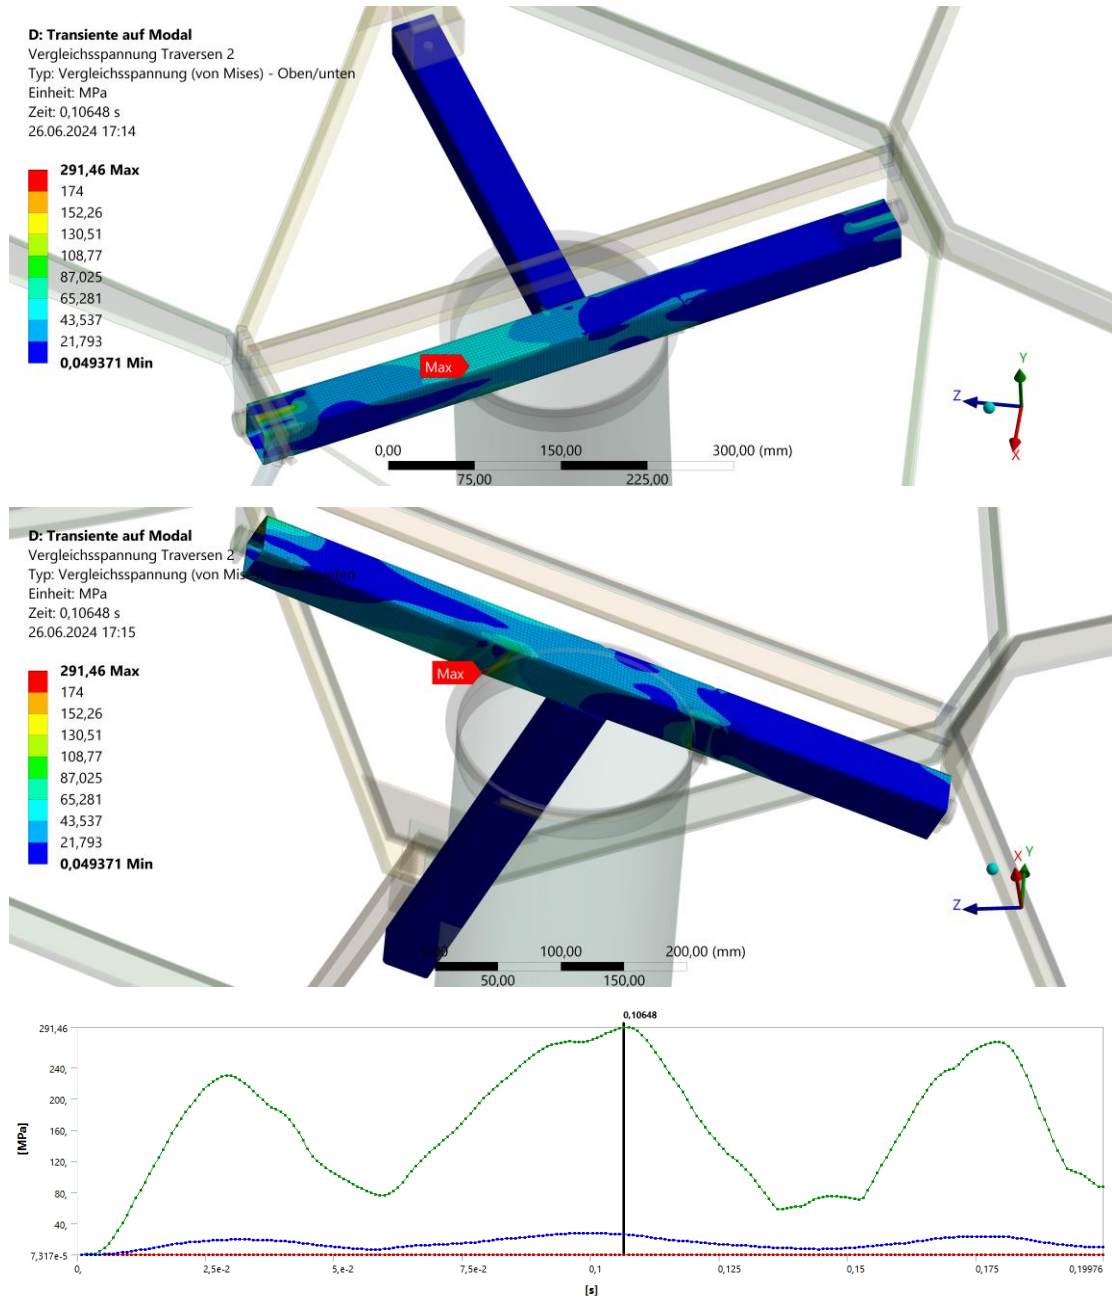 D: Transiente auf Modal
Vergleichsspannung Traversen 2
Typ: Vergleichsspannung (von Mises) - Oben/unten
Einheit: MPa
Zeit: 0,10648 s
26.06.2024 17:14
291,46 Max
174
152,26
130,51
108,77
87,025
65,281
43,537
21,793
0,049371 Min
Max
Y
Z
X
0,00 150,00 300,00 (mm)
75,00 225,00
D: Transiente auf Modal
Vergleichsspannung Traversen 2
Typ: Vergleichsspannung (von Mises) - Oben/unten
Einheit: MPa
Zeit: 0,10648 s
26.06.2024 17:15
291,46 Max
174
152,26
130,51
108,77
87,025
65,281
43,537
21,793
0,049371 Min
Max
X Y
Z
0,00 100,00 200,00 (mm)
50,00 150,00
0,10648
291,46
240,
200,
160,
120,
80,
40,
7,317e-5
[MPa]
0, 2,5e-2 5,e-2 7,5e-2 0,1 0,125 0,15 0,175 0,19976
[s]